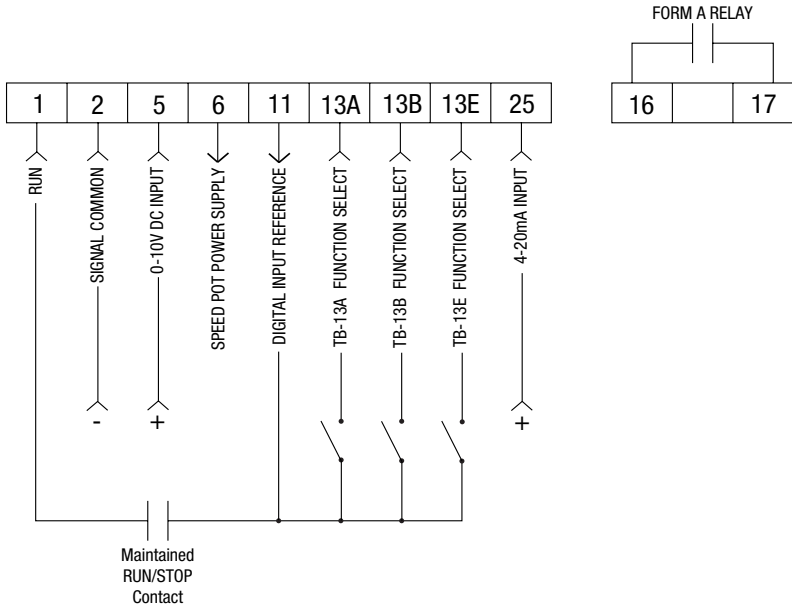 FORM A RELAY
1 2 5 6 11 13A 13B 13E 25
16 17
RUN
SIGNAL COMMON
0-10V DC INPUT
SPEED POT POWER SUPPLY
DIGITAL INPUT REFERENCE
TB-13A FUNCTION SELECT
TB-13B FUNCTION SELECT
TB-13E FUNCTION SELECT
4-20mA INPUT
- + +
Maintained
RUN/STOP
Contact